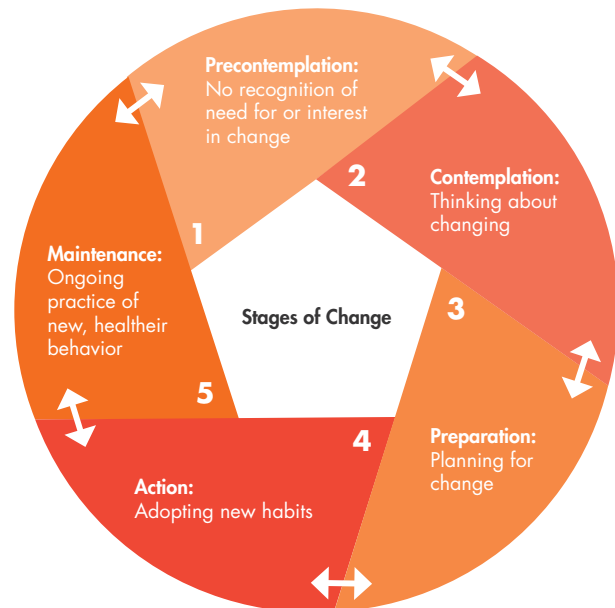 Precontemplation:
No recognition of
need for or interest
in change
1
2
Contemplation:
Thinking about
changing
3
Preparation:
Planning for
change
4
Action:
Adopting new habits
5
Maintenance:
Ongoing
practice of
new, healtheir
behavior
Stages of Change